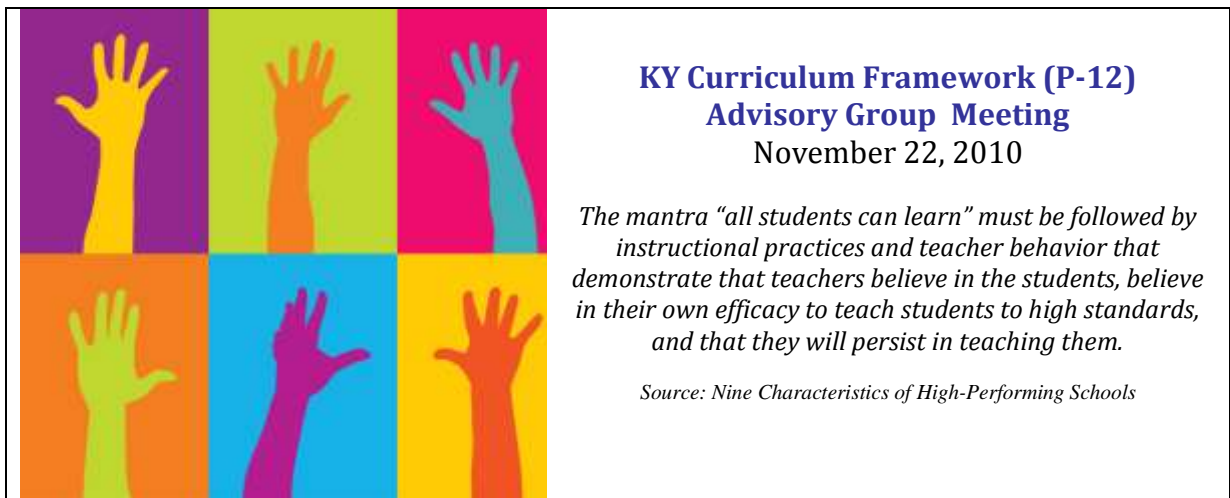 KY Curriculum Framework (P-12)
Advisory Group Meeting
November 22, 2010
The mantra “all students can learn” must be followed by
instructional practices and teacher behavior that
demonstrate that teachers believe in the students, believe
in their own efficacy to teach students to high standards,
and that they will persist in teaching them.
Source: Nine Characteristics of High-Performing Schools